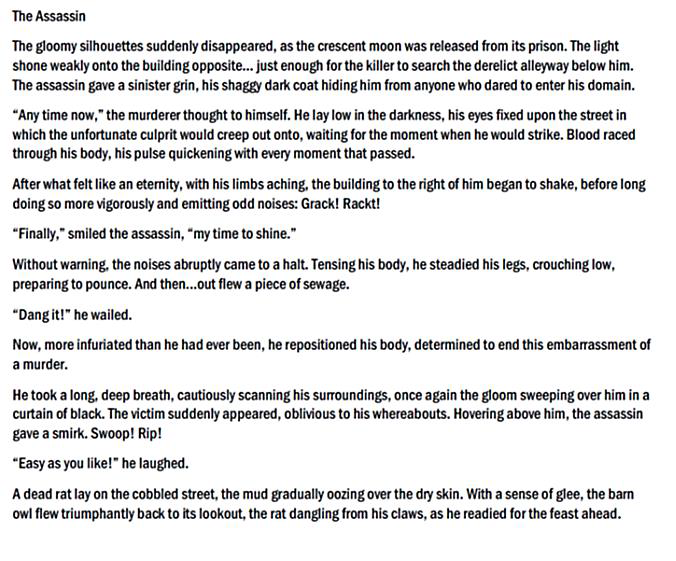 The Assassin
The gloomy silhouettes suddenly disappeared, as the crescent moon was released from its prison. The light
shone weakly onto the building opposite... just enough for the killer to search the derelict alleyway below him.
The assassin gave a sinister grin, his shaggy dark coat hiding him from anyone who dared to enter his domain.
“Any time now,” the murderer thought to himself. He lay low in the darkness, his eyes fixed upon the street in
which the unfortunate culprit would creep out onto, waiting for the moment when he would strike. Blood raced
through his body, his pulse quickening with every moment that passed.
After what felt like an eternity, with his limbs aching, the building to the right of him began to shake, before long
doing so more vigorously and emitting odd noises: Grack! Rackt!
“Finally,” smiled the assassin, “my time to shine.”
Without warning, the noises abruptly came to a halt. Tensing his body, he steadied his legs, crouching low,
preparing to pounce. And then...out flew a piece of sewage.
“Dang it!” he wailed.
Now, more infuriated than he had ever been, he repositioned his body, determined to end this embarrassment of
a murder.
He took a long, deep breath, cautiously scanning his surroundings, once again the gloom sweeping over him in a
curtain of black. The victim suddenly appeared, oblivious to his whereabouts. Hovering above him, the assassin
gave a smirk. Swoop! Rip!
“Easy as you like!” he laughed.
A dead rat lay on the cobbled street, the mud gradually oozing over the dry skin. With a sense of glee, the barn
owl flew triumphantly back to its lookout, the rat dangling from his claws, as he readied for the feast ahead.